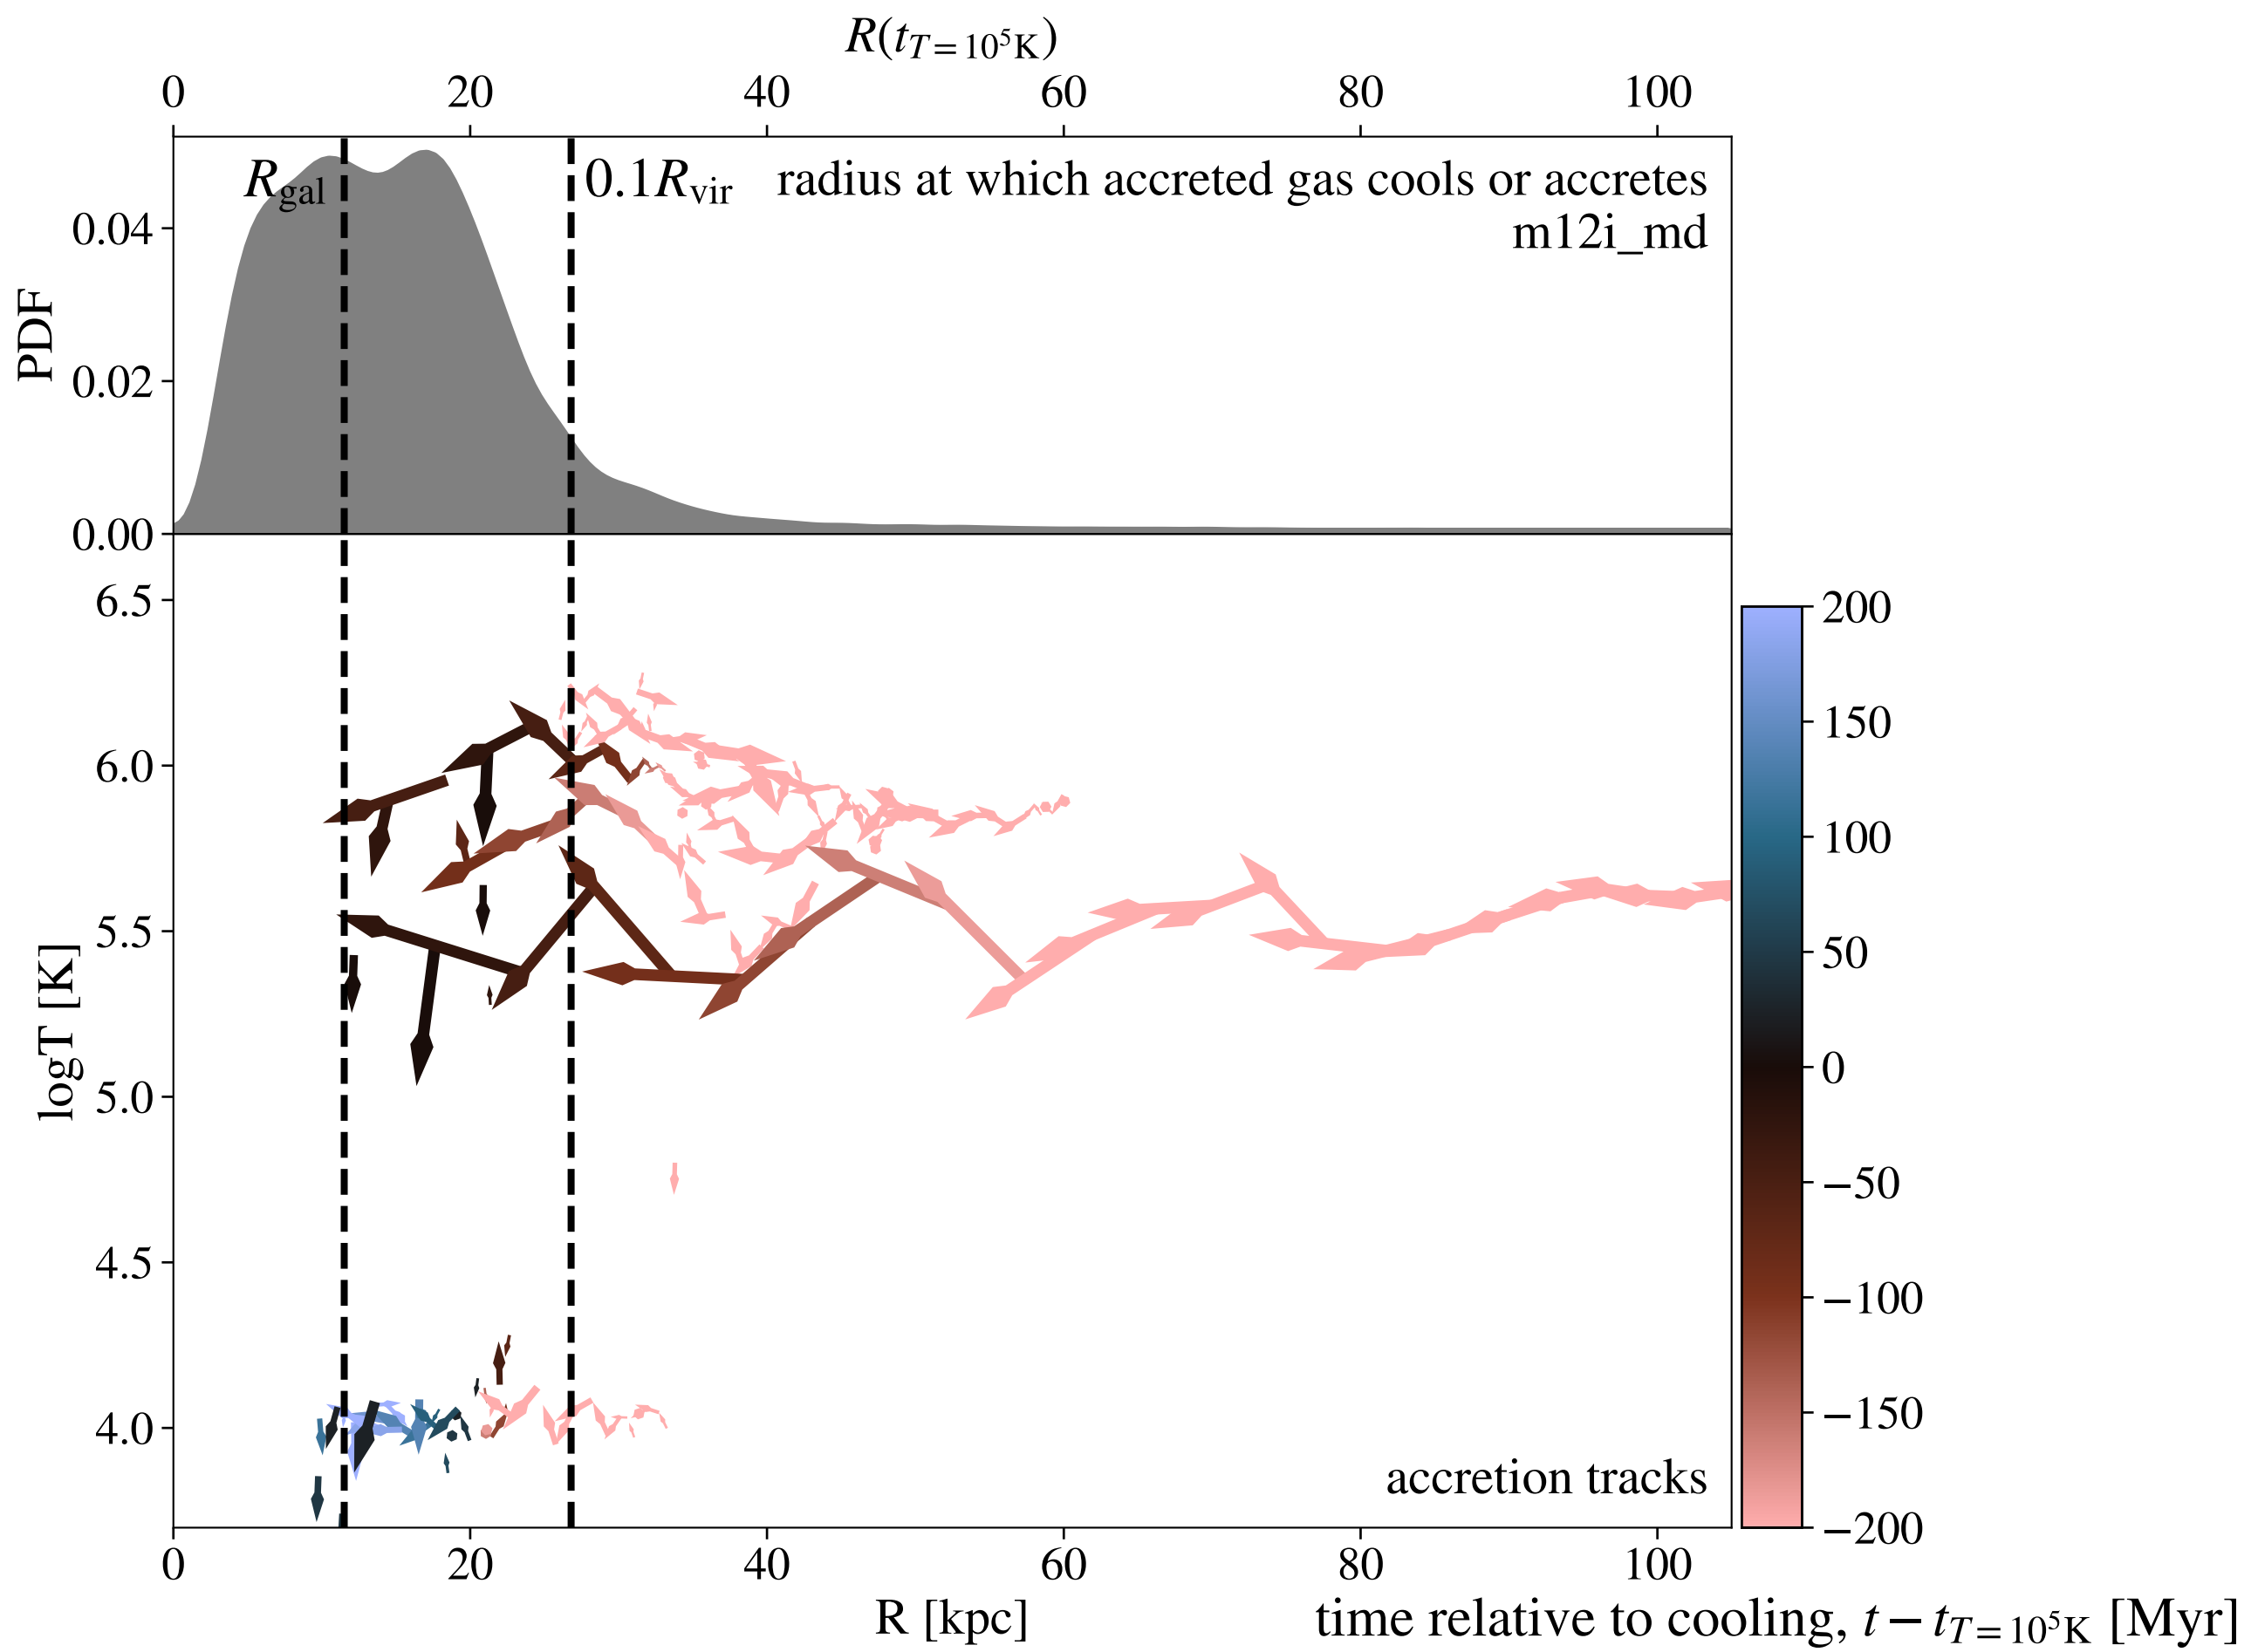 R(t_{T=10^5K})
0 20 40 60 80 100
R_gal 0.1R_vir radius at which accreted gas cools or accretes
m12i_md
0.04
PDF
0.02
0.00
6.5
200
150
6.0
100
5.5
50
logT [K]
0
5.0
−50
4.5
−100
−150
4.0
accretion tracks
−200
0 20 40 60 80 100
R [kpc]
time relative to cooling, t − t_{T=10^5K} [Myr]